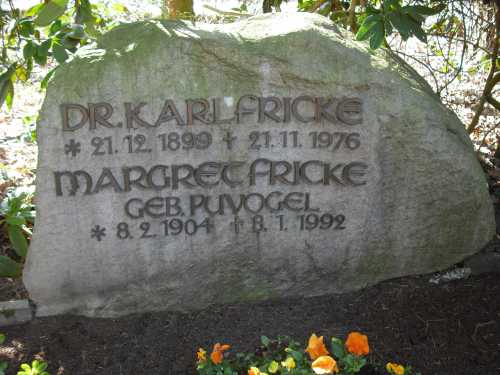 DR. KARL FRICKE
* 21. 12. 1899 † 21. 11. 1976
MARGRET FRICKE
GEB. PUVOGEL
* 8. 2. 1904 † 8. 1. 1992